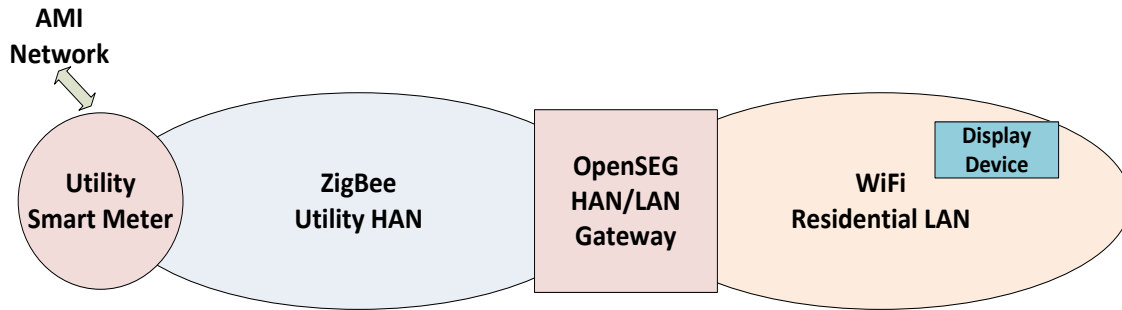 AMI
Network
Utility
Smart Meter
ZigBee
Utility HAN
OpenSEG
HAN/LAN
Gateway
WiFi
Residential LAN
Display
Device